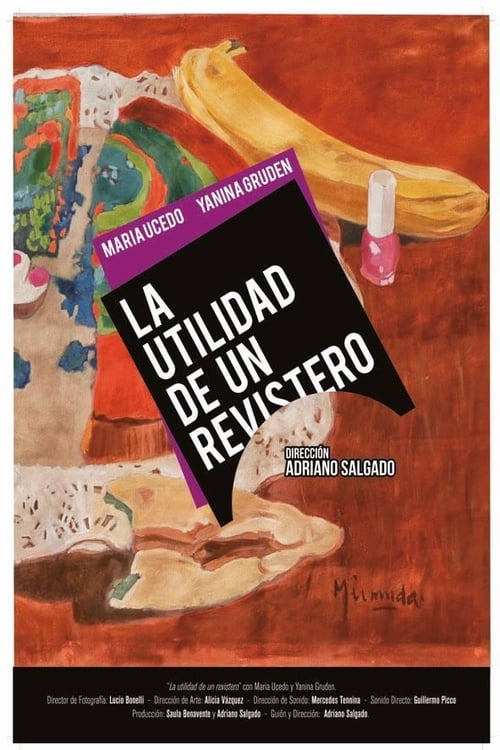 MARIA UCEDO YANINA GRUDEN
LA
UTILIDAD
DE UN
REVISTERO
DIRECCIÓN
ADRIANO SALGADO
Miranda
"La utilidad de un revistero" con Maria Ucedo y Yanina Gruden.
Director de Fotografía: Lucio Bonelli - Dirección de Arte: Alicia Vázquez - Dirección de Sonido: Mercedes Tennina - Sonido Directo: Guillermo Picco
Producción: Saula Benavente y Adriano Salgado - Guión y Dirección: Adriano Salgado.